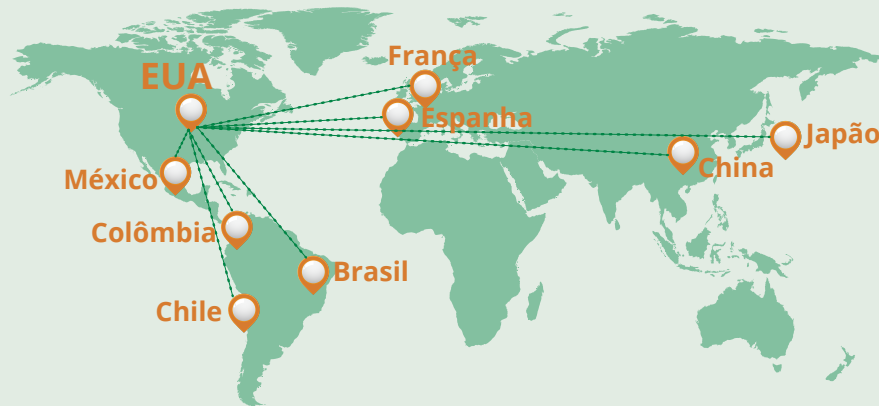 França
EUA
Espanha
Japão
China
México
Colômbia
Brasil
Chile